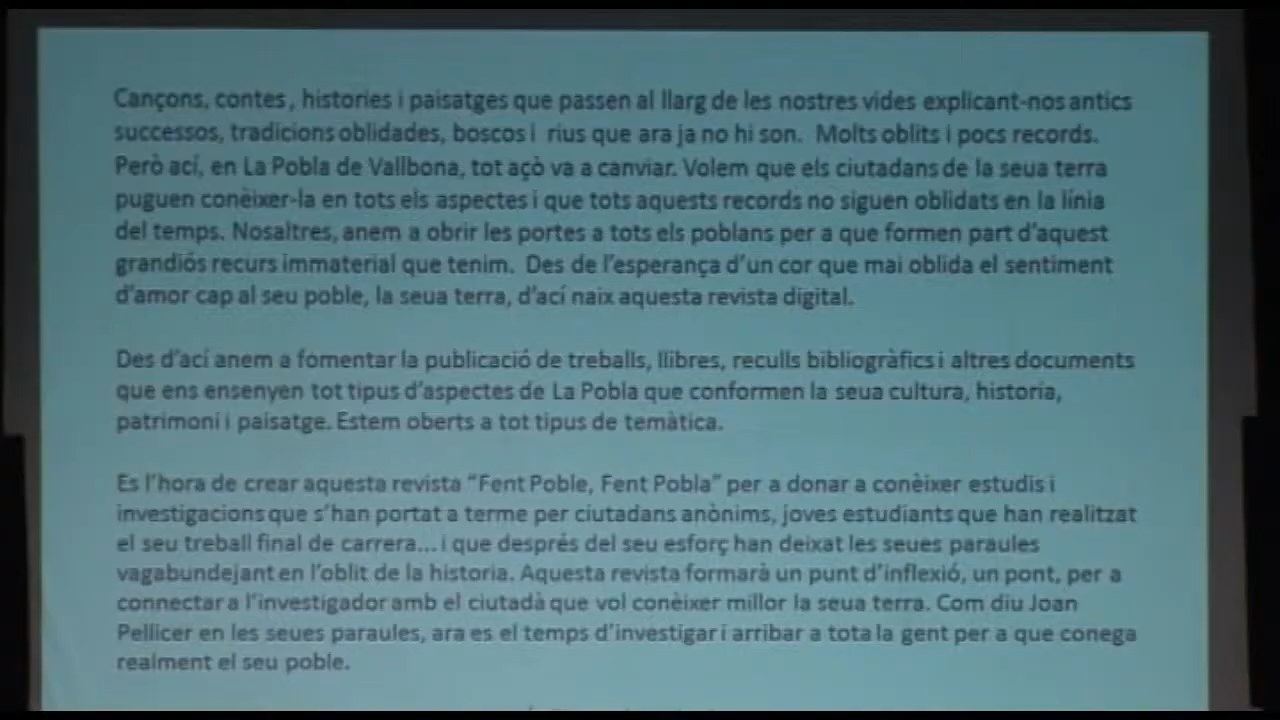 Cançons, contes, histories i paisatges que passen al llarg de les nostres vides explicant-nos antics
successos, tradicions oblidades, boscos i rius que ara ja no hi son. Molts oblits i pocs records.
Però ací, en La Pobla de Vallbona, tot açò va a canviar. Volem que els ciutadans de la seua terra
puguen conèixer-la en tots els aspectes i que tots aquests records no siguen oblidats en la línia
del temps. Nosaltres, anem a obrir les portes a tots els poblans per a que formen part d'aquest
grandiós recurs immaterial que tenim. Des de l'esperança d'un cor que mai oblida el sentiment
d'amor cap al seu poble, la seua terra, d'ací naix aquesta revista digital.
Des d'ací anem a fomentar la publicació de treballs, llibres, reculls bibliogràfics i altres documents
que ens ensenyen tot tipus d'aspectes de La Pobla que conformen la seua cultura, historia,
patrimoni i paisatge. Estem oberts a tot tipus de temàtica.
Es l'hora de crear aquesta revista "Fent Poble, Fent Pobla" per a donar a conèixer estudis i
investigacions que s'han portat a terme per ciutadans anònims, joves estudiants que han realitzat
el seu treball final de carrera... i que després del seu esforç han deixat les seues paraules
vagabundejant en l'oblit de la historia. Aquesta revista formarà un punt d'inflexió, un pont, per a
connectar a l'investigador amb el ciutadà que vol conèixer millor la seua terra. Com diu Joan
Pellicer en les seues paraules, ara es el temps d'investigar i arribar a tota la gent per a que conega
realment el seu poble.